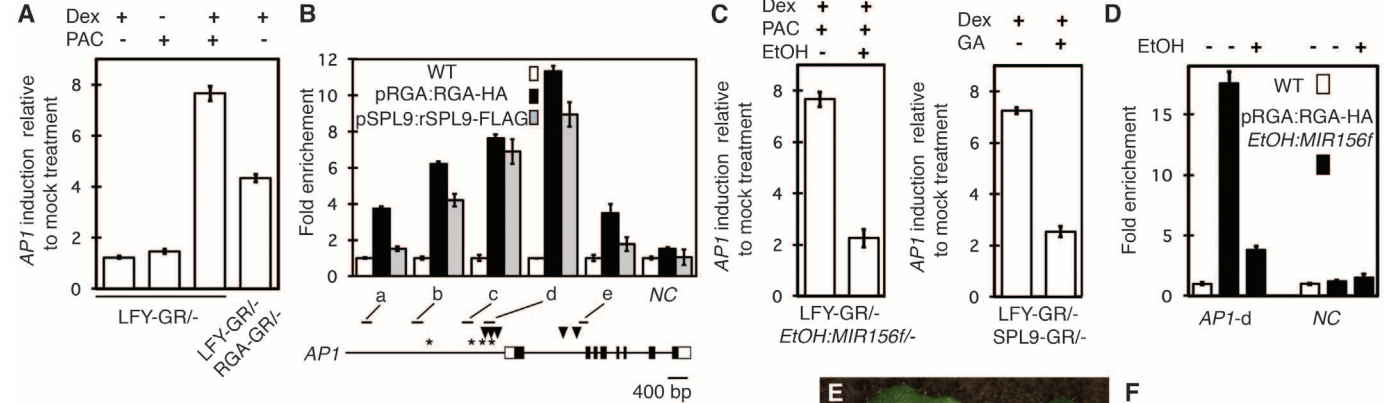 A
Dex + - + +
PAC - + + -
AP1 induction relative
to mock treatment
8
6
4
2
0
LFY-GR/-
LFY-GR/-
RGA-GR/-
B
Fold enrichement
12
10
8
6
4
2
0
WT
pRGA:RGA-HA
pSPL9:rSPL9-FLAG
a b c d e NC
* * * *
AP1
400 bp
C
Dex + +
PAC + +
EtOH - +
AP1 induction relative
to mock treatment
8
6
4
2
0
LFY-GR/-
EtOH:MIR156f/-
Dex + +
GA - +
AP1 induction relative
to mock treatment
8
6
4
2
0
LFY-GR/-
SPL9-GR/-
D
EtOH - - + - - +
Fold enrichement
15
10
5
0
WT
pRGA:RGA-HA
EtOH:MIR156f
AP1-d NC
E
F